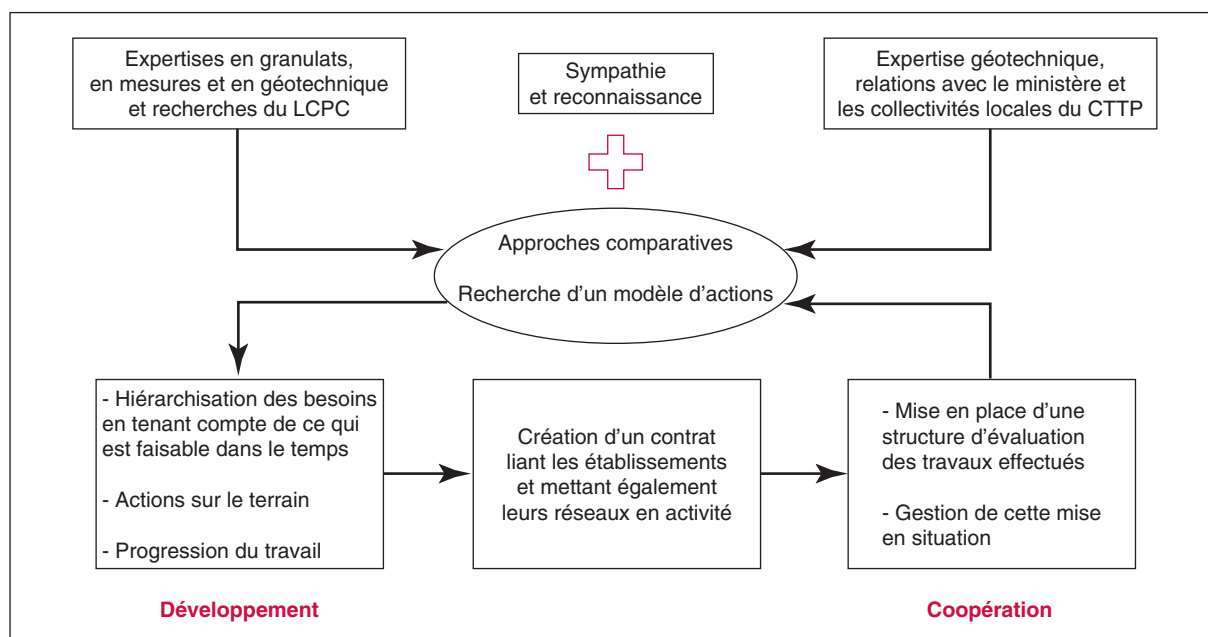 Expertises en granulats,
en mesures et en géotechnique
et recherches du LCPC
Sympathie
et reconnaissance
Expertise géotechnique,
relations avec le ministère et
les collectivités locales du CTTP
Approches comparatives
Recherche d’un modèle d’actions
- Hiérarchisation des besoins
en tenant compte de ce qui
est faisable dans le temps
- Actions sur le terrain
- Progression du travail
Création d’un contrat
liant les établissements
et mettant également
leurs réseaux en activité
- Mise en place d’une
structure d’évaluation
des travaux effectués
- Gestion de cette mise
en situation
Développement
Coopération